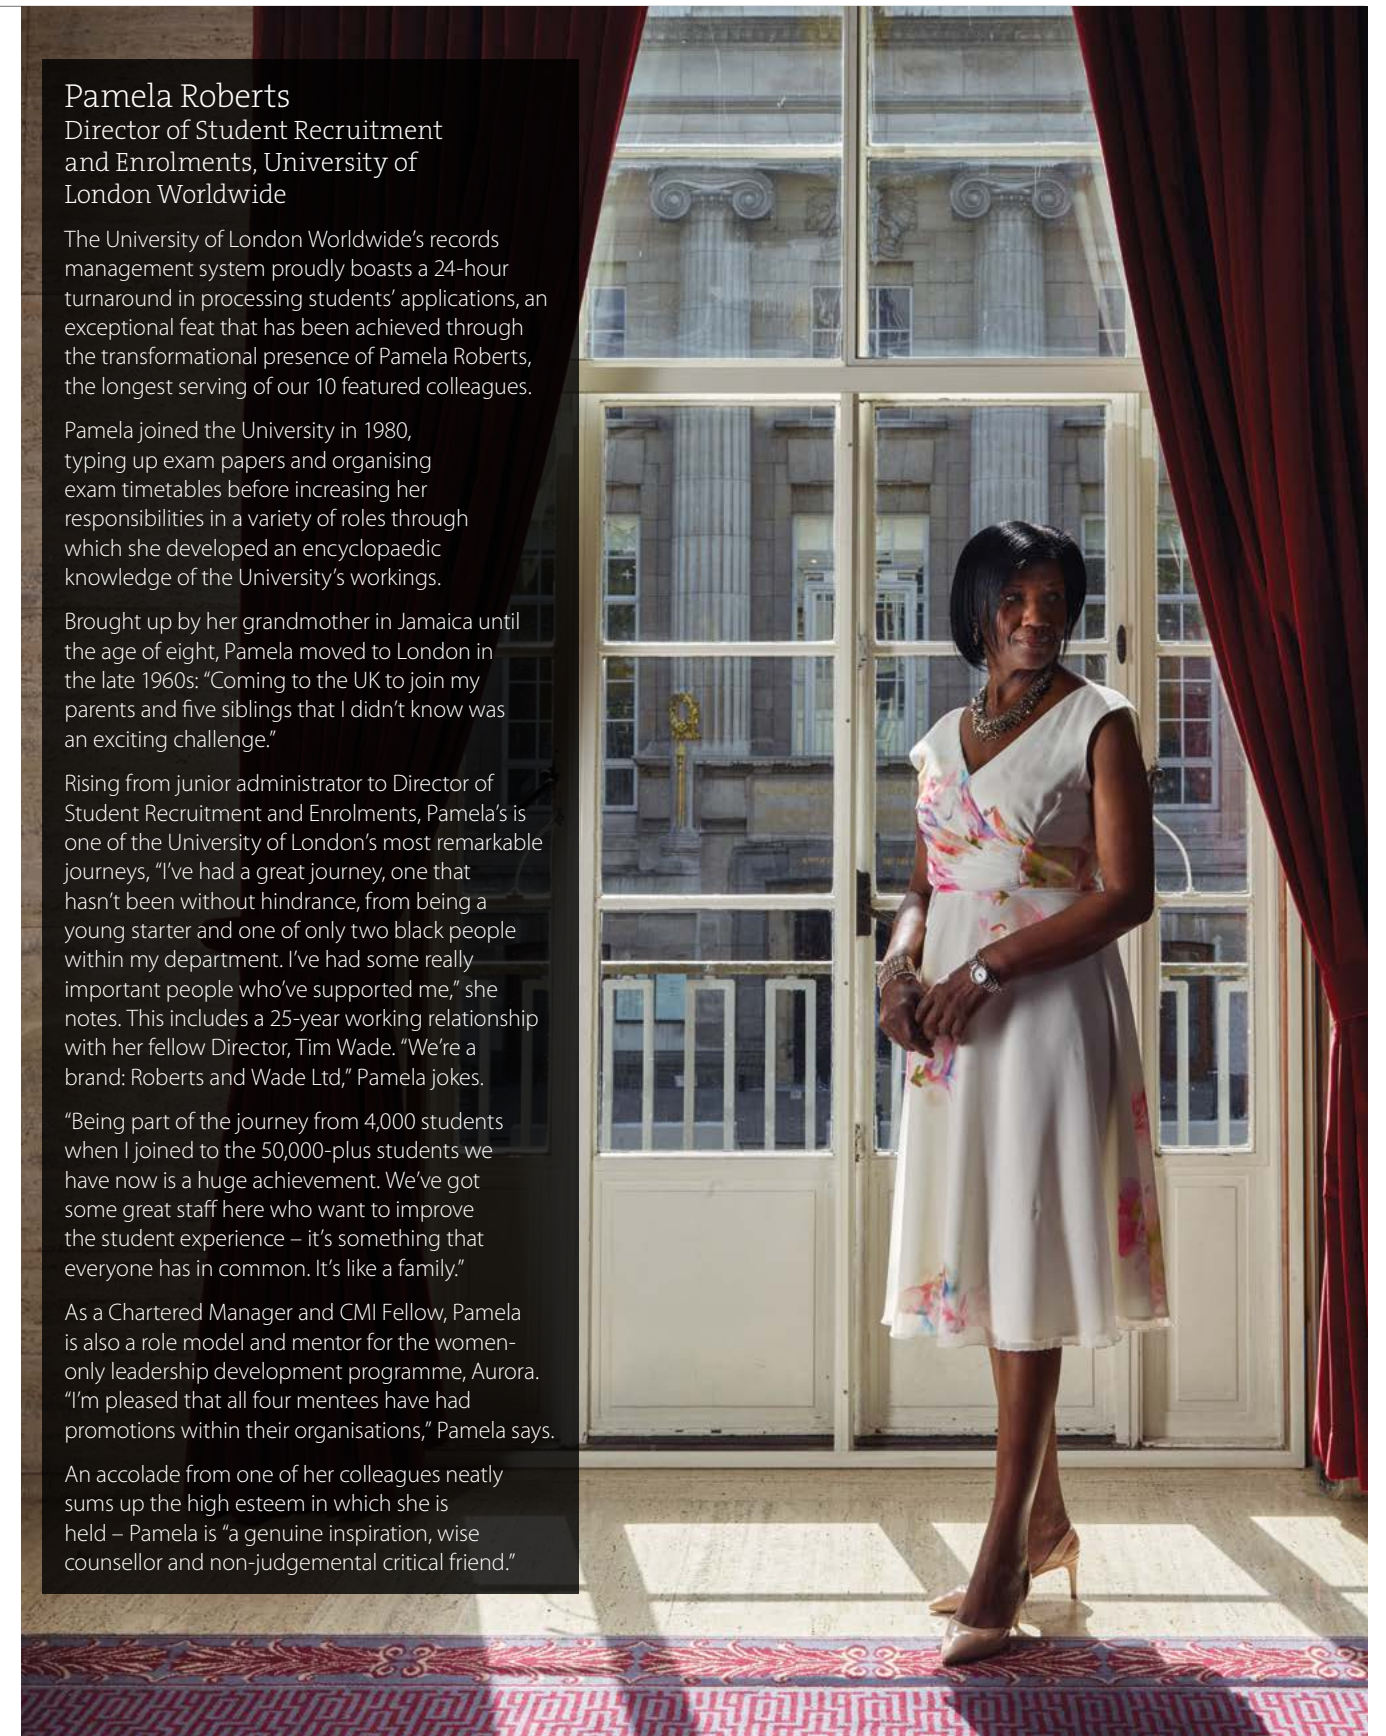 Pamela Roberts
Director of Student Recruitment
and Enrolments, University of
London Worldwide
The University of London Worldwide’s records
management system proudly boasts a 24-hour
turnaround in processing students’ applications, an
exceptional feat that has been achieved through
the transformational presence of Pamela Roberts,
the longest serving of our 10 featured colleagues.
Pamela joined the University in 1980,
typing up exam papers and organising
exam timetables before increasing her
responsibilities in a variety of roles through
which she developed an encyclopaedic
knowledge of the University’s workings.
Brought up by her grandmother in Jamaica until
the age of eight, Pamela moved to London in
the late 1960s: “Coming to the UK to join my
parents and five siblings that I didn’t know was
an exciting challenge.”
Rising from junior administrator to Director of
Student Recruitment and Enrolments, Pamela’s is
one of the University of London’s most remarkable
journeys, “I’ve had a great journey, one that
hasn’t been without hindrance, from being a
young starter and one of only two black people
within my department. I’ve had some really
important people who’ve supported me,” she
notes. This includes a 25-year working relationship
with her fellow Director, Tim Wade. “We’re a
brand: Roberts and Wade Ltd,” Pamela jokes.
“Being part of the journey from 4,000 students
when I joined to the 50,000-plus students we
have now is a huge achievement. We’ve got
some great staff here who want to improve
the student experience – it’s something that
everyone has in common. It’s like a family.”
As a Chartered Manager and CMI Fellow, Pamela
is also a role model and mentor for the women-
only leadership development programme, Aurora.
“I’m pleased that all four mentees have had
promotions within their organisations,” Pamela says.
An accolade from one of her colleagues neatly
sums up the high esteem in which she is
held – Pamela is “a genuine inspiration, wise
counsellor and non-judgemental critical friend.”